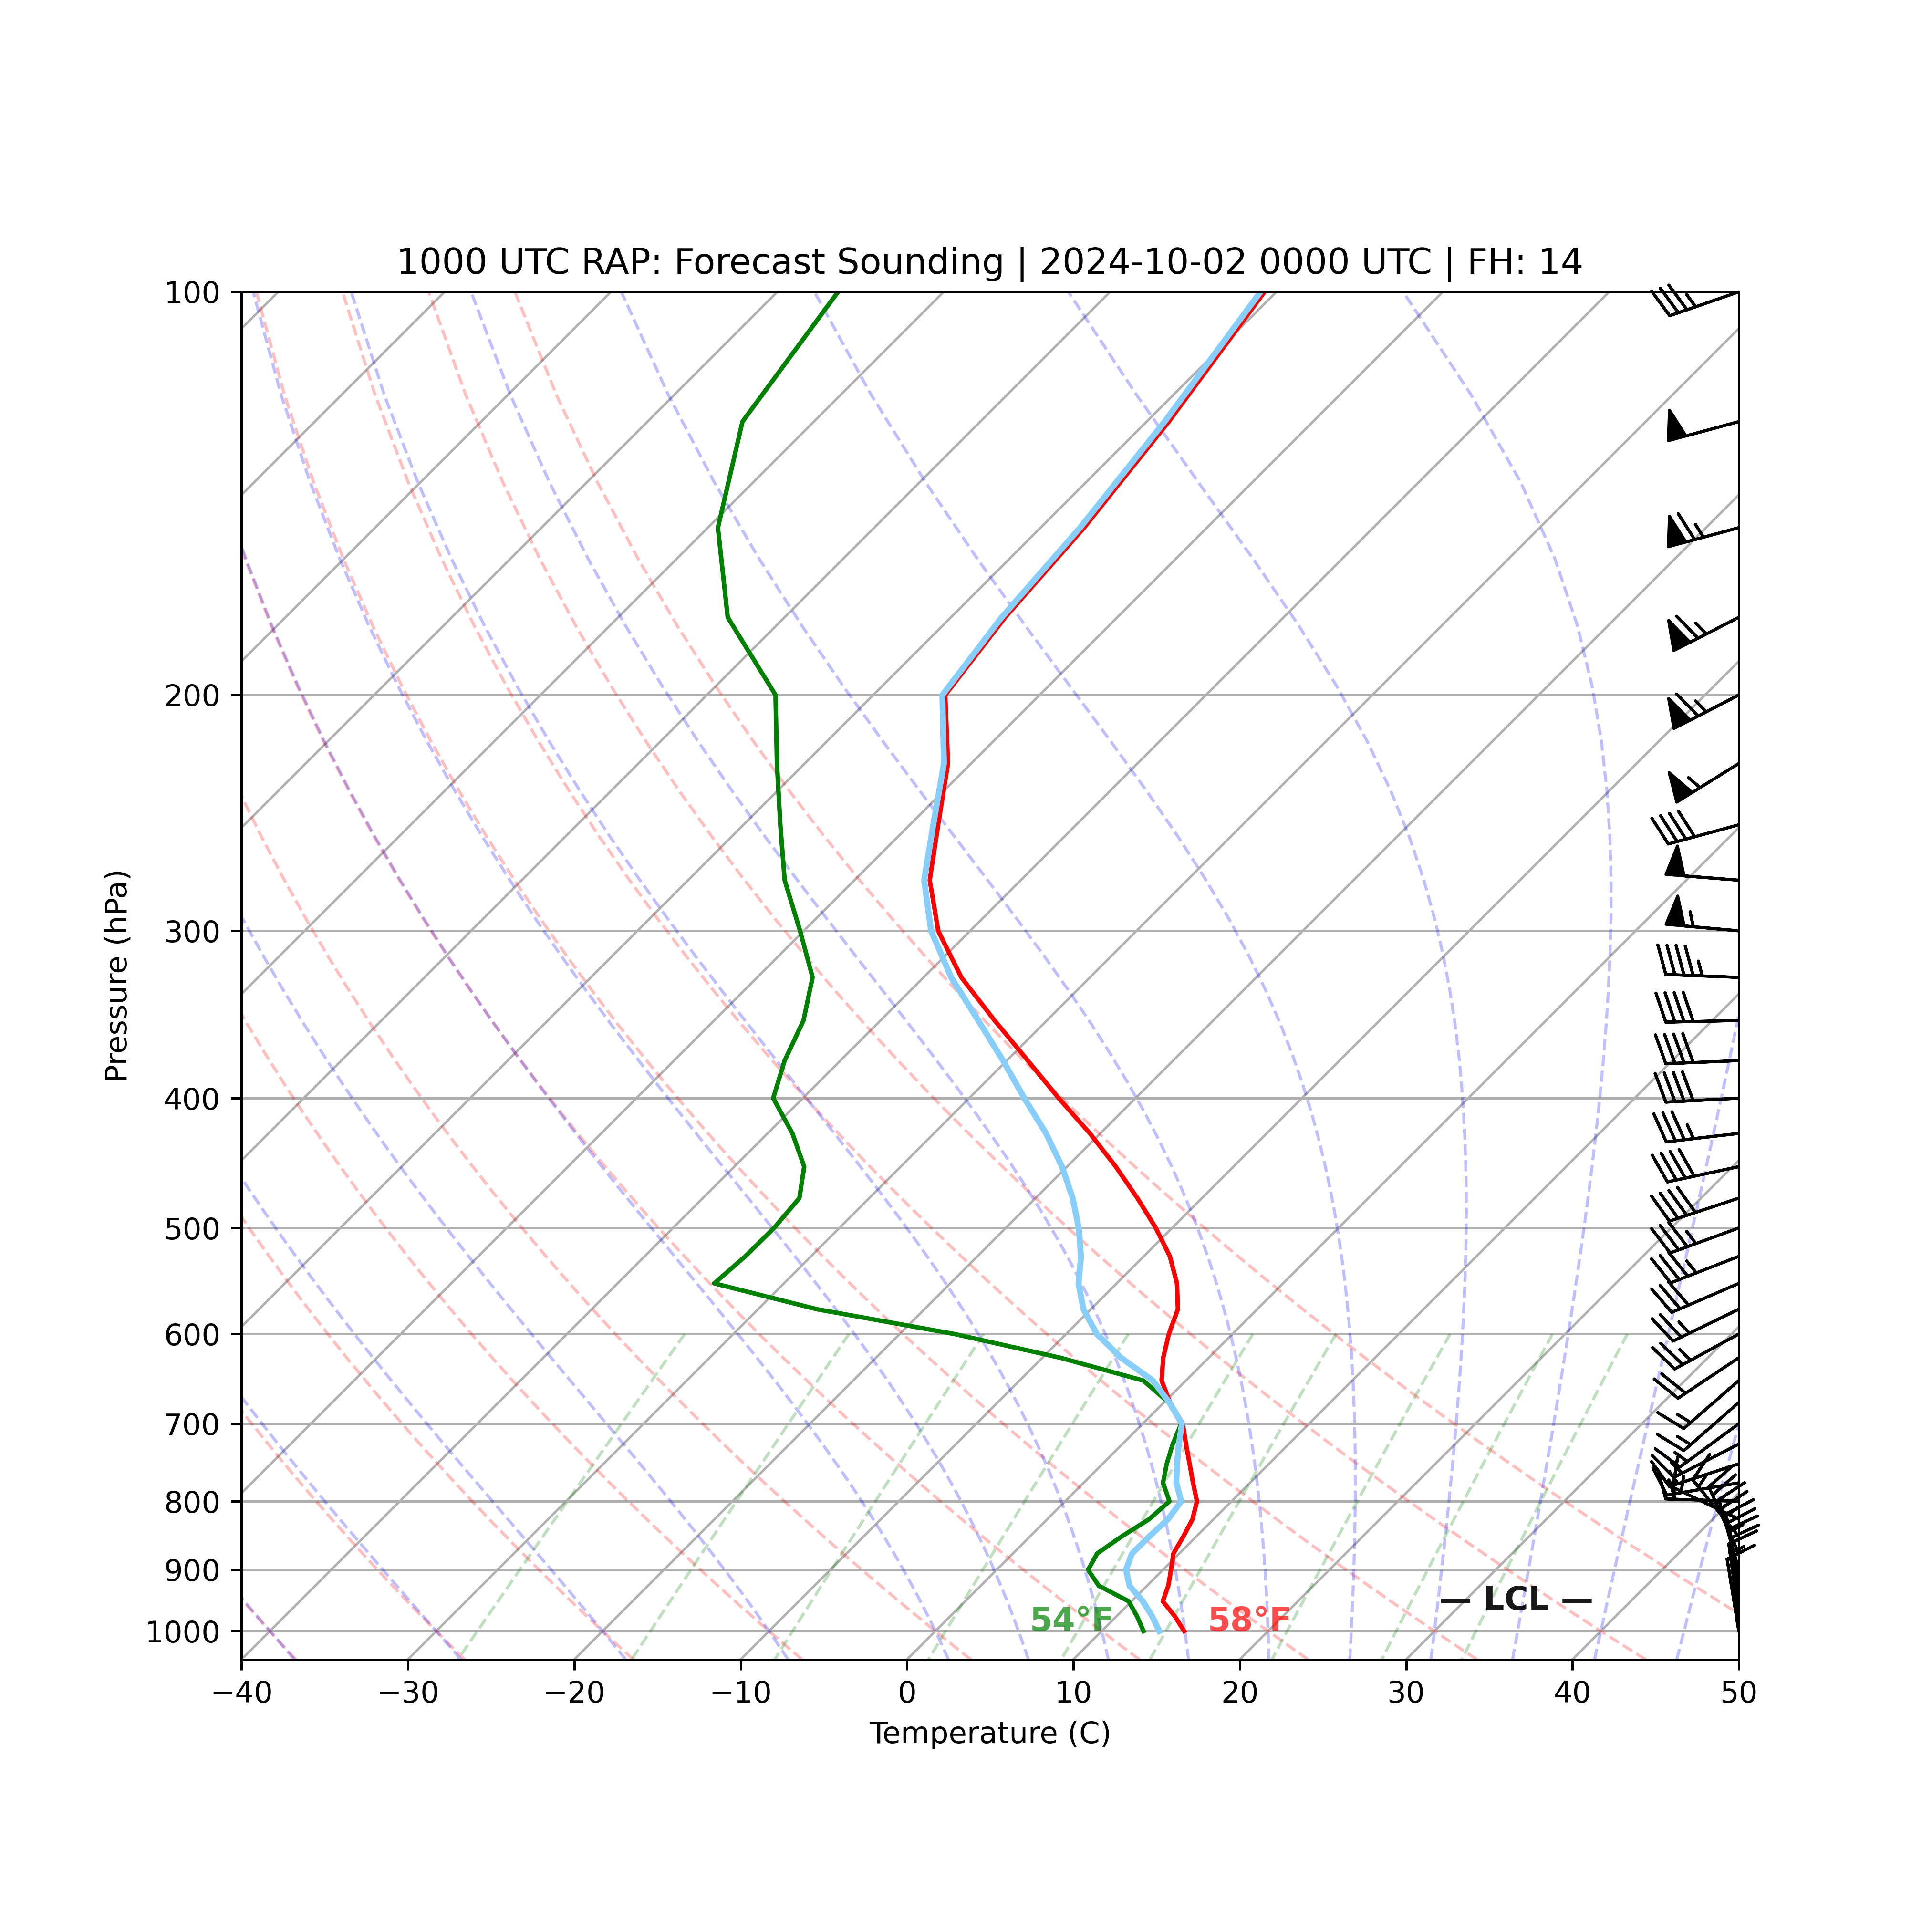 1000 UTC RAP: Forecast Sounding | 2024-10-02 0000 UTC | FH: 14
100
200
300
400
500
600
700
800
900
1000
Pressure (hPa)
54°F
58°F
— LCL —
−40 −30 −20 −10 0 10 20 30 40 50
Temperature (C)